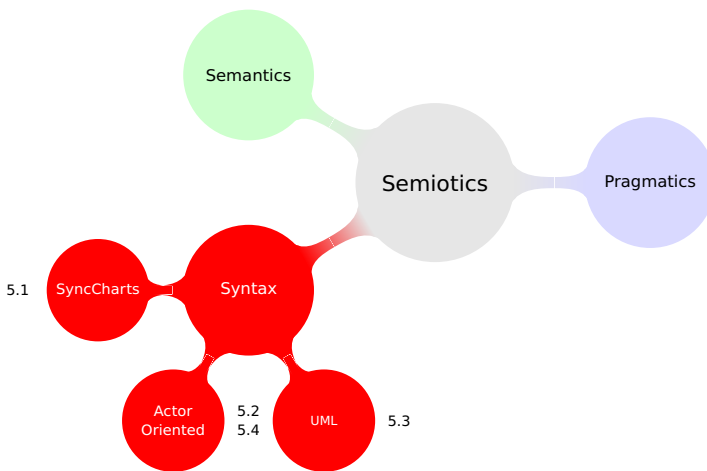 Semantics
Semiotics
Pragmatics
5.1
SyncCharts
Syntax
Actor
Oriented
5.2
5.4
UML
5.3